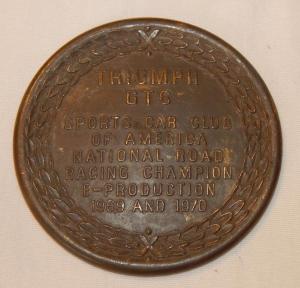 TRIUMPH
GT6
SPORTS CAR CLUB
OF AMERICA
NATIONAL ROAD
RACING CHAMPION
E-PRODUCTION
1969 AND 1970